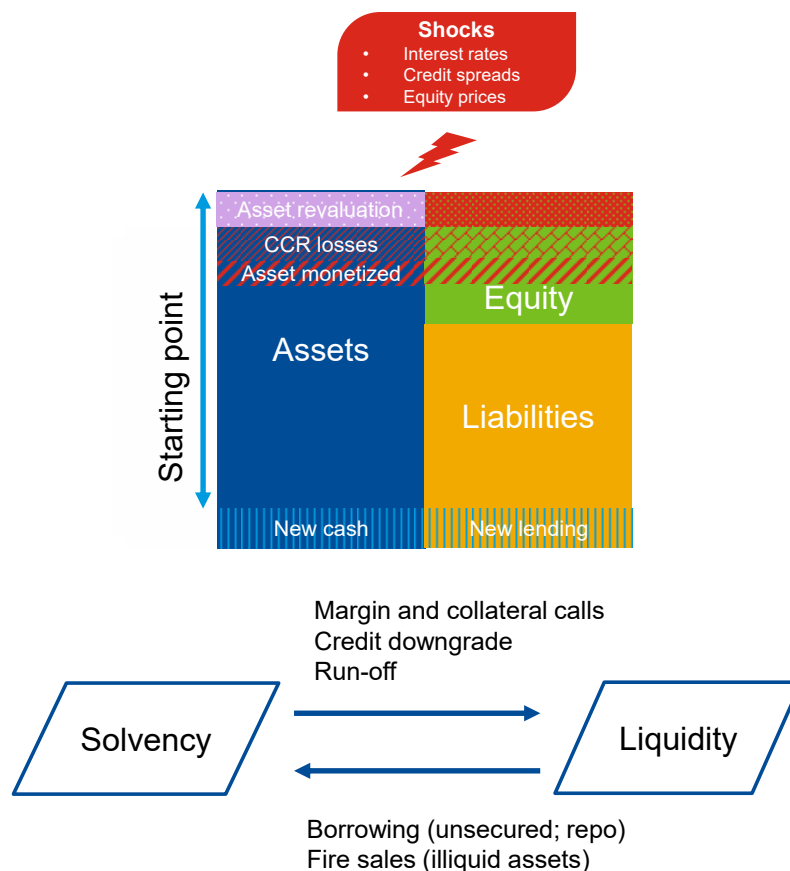 Shocks
• Interest rates
• Credit spreads
• Equity prices
Asset revaluation
CCR losses
Asset monetized
Equity
Assets
Liabilities
Starting point
New cash
New lending
Margin and collateral calls
Credit downgrade
Run-off
Solvency
Liquidity
Borrowing (unsecured; repo)
Fire sales (illiquid assets)